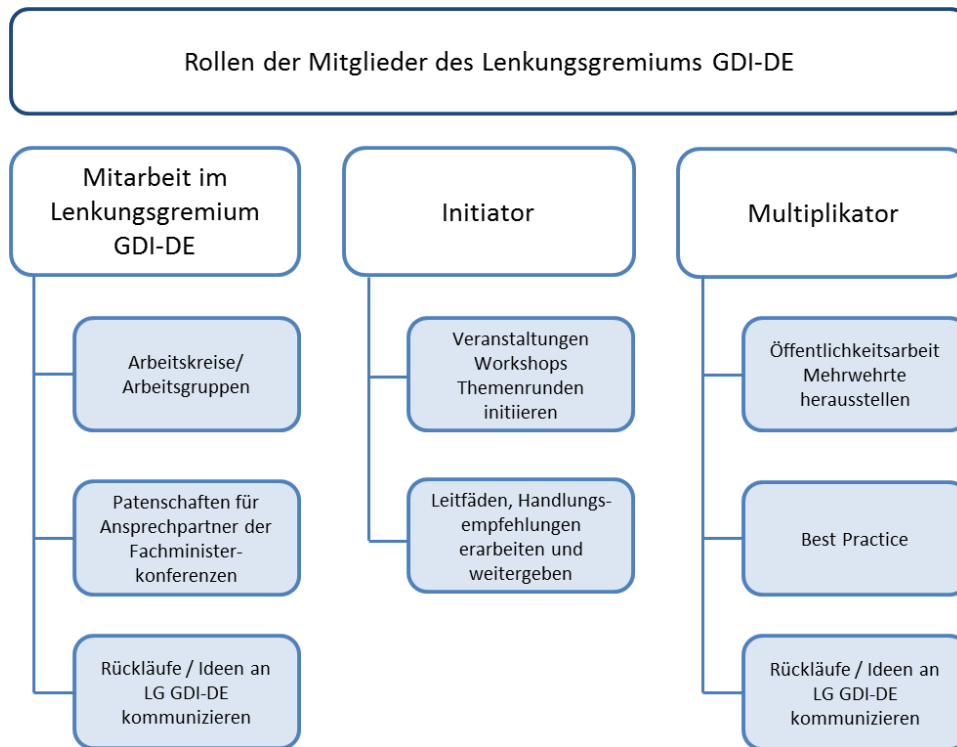 Rollen der Mitglieder des Lenkungsgremiums GDI-DE
Mitarbeit im
Lenkungsgremium
GDI-DE
Arbeitskreise/
Arbeitsgruppen
Patenschaften für
Ansprechpartner der
Fachminister-
konferenzen
Rückläufe / Ideen an
LG GDI-DE
kommunizieren
Initiator
Veranstaltungen
Workshops
Themenrunden
initiieren
Leitfäden, Handlungs-
empfehlungen
erarbeiten und
weitergeben
Multiplikator
Öffentlichkeitsarbeit
Mehrwehrte
herausstellen
Best Practice
Rückläufe / Ideen an
LG GDI-DE
kommunizieren